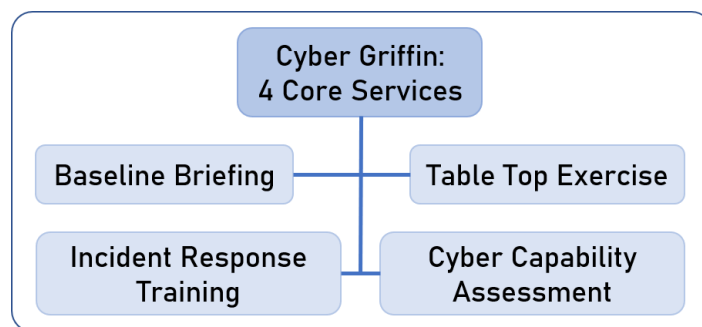 Cyber Griffin:
4 Core Services
Baseline Briefing
Table Top Exercise
Incident Response
Training
Cyber Capability
Assessment